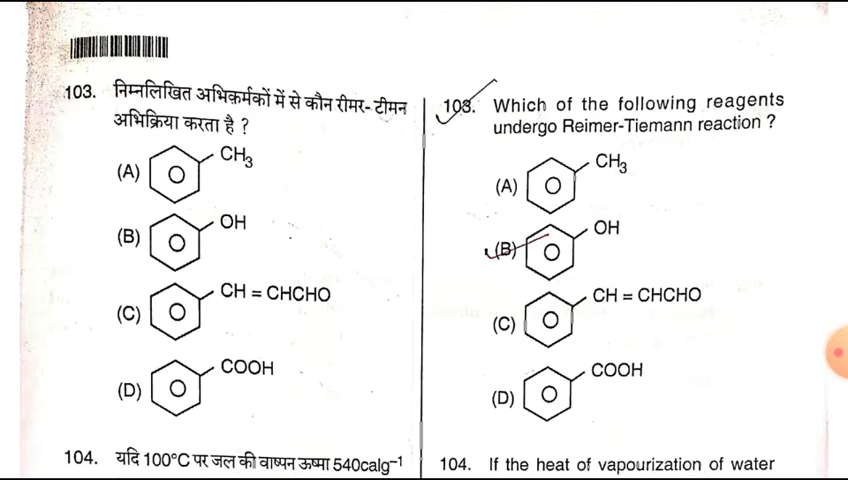 103. निम्नलिखित अभिकर्मकों में से कौन रीमर-टीमन
अभिक्रिया करता है ?
(A) CH₃
(B) OH
(C) CH = CHCHO
(D) COOH
104. यदि 100°C पर जल की वाष्पन ऊष्मा 540calg⁻¹
103. Which of the following reagents
undergo Reimer-Tiemann reaction ?
(A) CH₃
(B) OH
(C) CH = CHCHO
(D) COOH
104. If the heat of vapourization of water